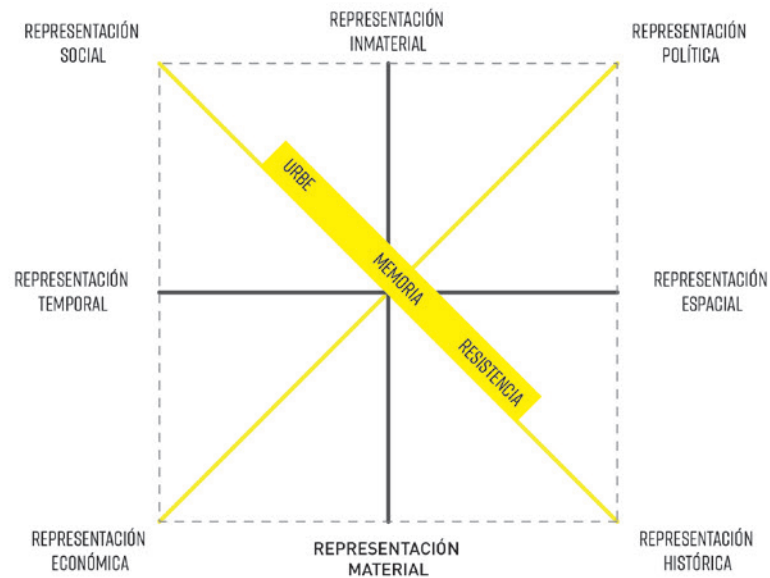 REPRESENTACIÓN
SOCIAL
REPRESENTACIÓN
INMATERIAL
REPRESENTACIÓN
POLÍTICA
URBE
MEMORIA
RESISTENCIA
REPRESENTACIÓN
TEMPORAL
REPRESENTACIÓN
ESPACIAL
REPRESENTACIÓN
ECONÓMICA
REPRESENTACIÓN
MATERIAL
REPRESENTACIÓN
HISTÓRICA